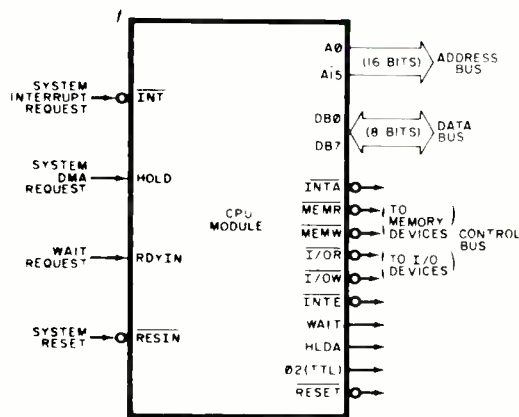 SYSTEM
INTERRUPT
REQUEST
INT
SYSTEM
DMA
REQUEST
HOLD
WAIT
REQUEST
RDYIN
SYSTEM
RESET
RESIN
CPU
MODULE
A0
(16 BITS)
A15
ADDRESS
BUS
DB0
(8 BITS)
DB7
DATA
BUS
INTA
MEMR
MEMW
TO
MEMORY
DEVICES
I/OR
I/OW
TO I/O
DEVICES
CONTROL
BUS
INTE
WAIT
HLDA
Ø2(TTL)
RESET